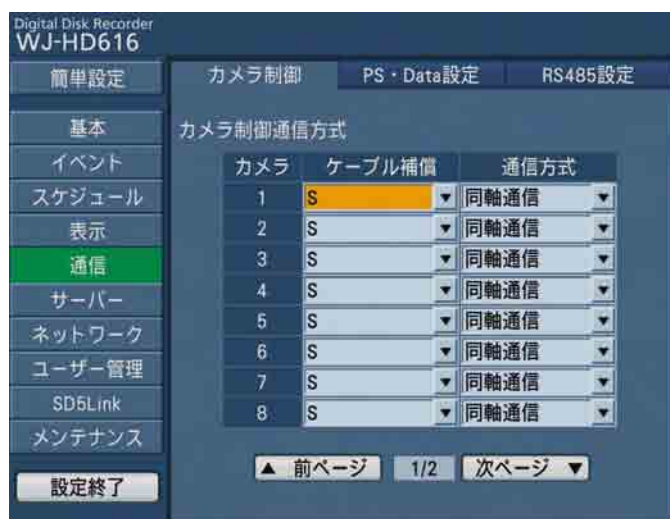 Digital Disk Recorder
WJ-HD616
簡単設定
基本
イベント
スケジュール
表示
通信
サーバー
ネットワーク
ユーザー管理
SD5Link
メンテナンス
設定終了
カメラ制御 PS・Data設定 RS485設定
カメラ制御通信方式
カメラ ケーブル補償 通信方式
1 S 同軸通信
2 S 同軸通信
3 S 同軸通信
4 S 同軸通信
5 S 同軸通信
6 S 同軸通信
7 S 同軸通信
8 S 同軸通信
▲ 前ページ 1/2 次ページ ▼